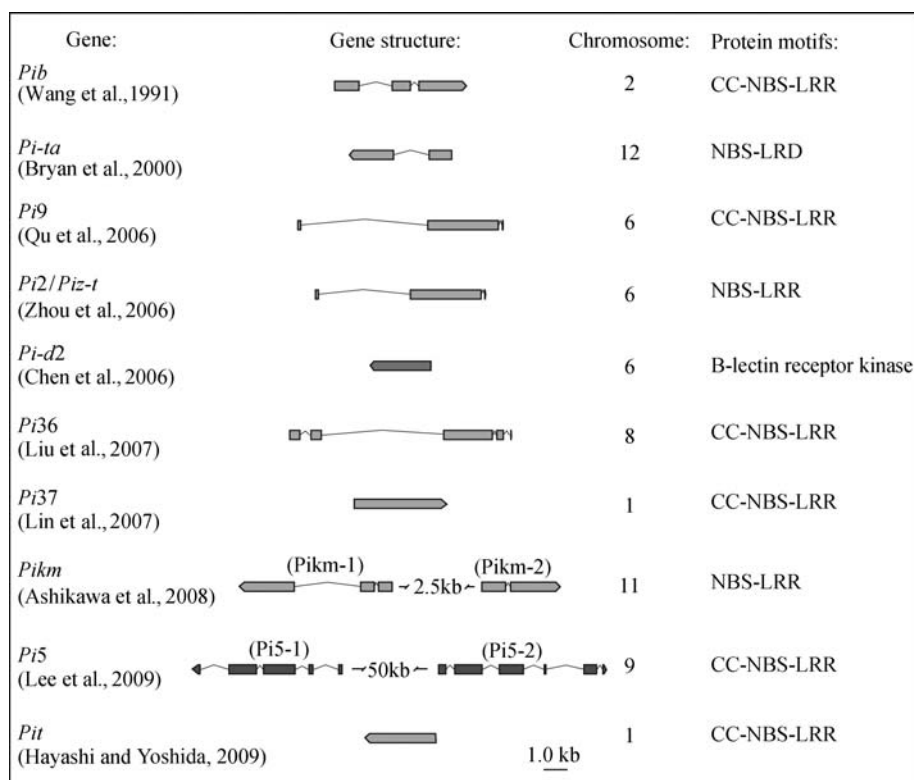 Gene: Gene structure: Chromosome: Protein motifs:
Pib
(Wang et al.,1991) 2 CC-NBS-LRR
Pi-ta
(Bryan et al., 2000) 12 NBS-LRD
Pi9
(Qu et al., 2006) 6 CC-NBS-LRR
Pi2/Piz-t
(Zhou et al., 2006) 6 NBS-LRR
Pi-d2
(Chen et al., 2006) 6 B-lectin receptor kinase
Pi36
(Liu et al., 2007) 8 CC-NBS-LRR
Pi37
(Lin et al., 2007) 1 CC-NBS-LRR
Pikm (Pikm-1) (Pikm-2)
(Ashikawa et al., 2008) 2.5kb 11 NBS-LRR
Pi5 (Pi5-1) (Pi5-2)
(Lee et al., 2009) 50kb 9 CC-NBS-LRR
Pit
(Hayashi and Yoshida, 2009) 1 CC-NBS-LRR
1.0 kb